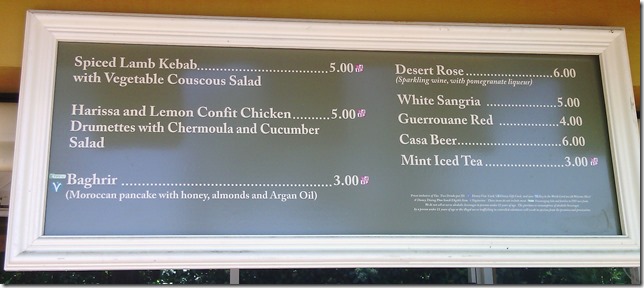 Spiced Lamb Kebab..............................5.00
with Vegetable Couscous Salad
Harissa and Lemon Confit Chicken.........5.00
Drumettes with Chermoula and Cucumber
Salad
Baghrir ................................................3.00
(Moroccan pancake with honey, almonds and Argan Oil)
Desert Rose.....................6.00
(Sparkling wine, with pomegranate liqueur)
White Sangria ................5.00
Guerrouane Red ............4.00
Casa Beer.........................6.00
Mint Iced Tea...................3.00